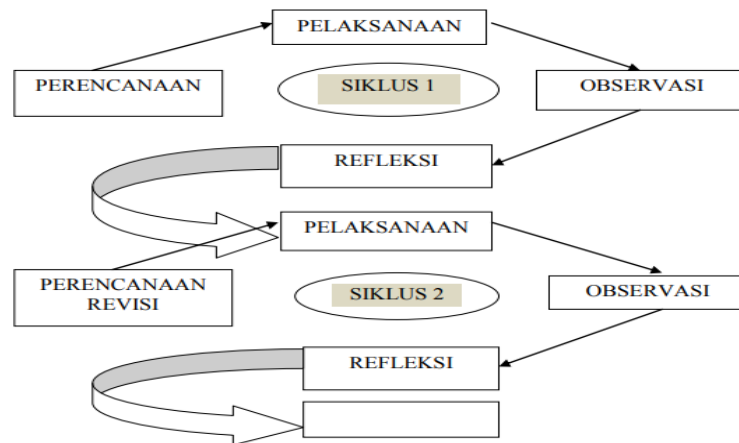 PELAKSANAAN
PERENCANAAN
SIKLUS 1
OBSERVASI
REFLEKSI
PELAKSANAAN
PERENCANAAN
REVISI
SIKLUS 2
OBSERVASI
REFLEKSI